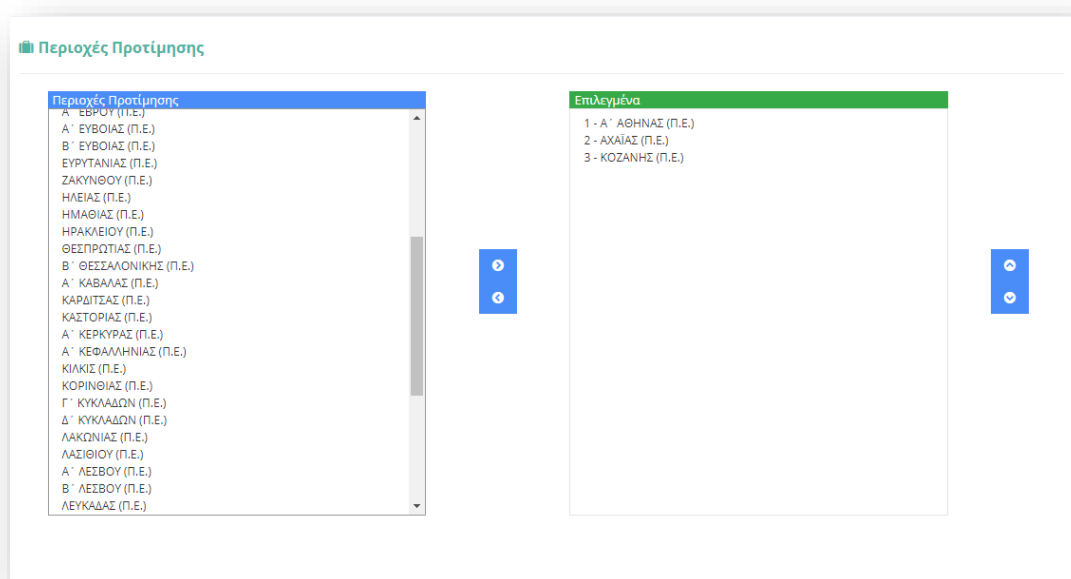 Περιοχές Προτίμησης
Περιοχές Προτίμησης
Α΄ ΕΒΡΟΥ (Π.Ε.)
Α΄ ΕΥΒΟΙΑΣ (Π.Ε.)
Β΄ ΕΥΒΟΙΑΣ (Π.Ε.)
ΕΥΡΥΤΑΝΙΑΣ (Π.Ε.)
ΖΑΚΥΝΘΟΥ (Π.Ε.)
ΗΛΕΙΑΣ (Π.Ε.)
ΗΜΑΘΙΑΣ (Π.Ε.)
ΗΡΑΚΛΕΙΟΥ (Π.Ε.)
ΘΕΣΠΡΩΤΙΑΣ (Π.Ε.)
Β΄ ΘΕΣΣΑΛΟΝΙΚΗΣ (Π.Ε.)
Α΄ ΚΑΒΑΛΑΣ (Π.Ε.)
ΚΑΡΔΙΤΣΑΣ (Π.Ε.)
ΚΑΣΤΟΡΙΑΣ (Π.Ε.)
Α΄ ΚΕΡΚΥΡΑΣ (Π.Ε.)
Α΄ ΚΕΦΑΛΛΗΝΙΑΣ (Π.Ε.)
ΚΙΛΚΙΣ (Π.Ε.)
ΚΟΡΙΝΘΙΑΣ (Π.Ε.)
Γ΄ ΚΥΚΛΑΔΩΝ (Π.Ε.)
Δ΄ ΚΥΚΛΑΔΩΝ (Π.Ε.)
ΛΑΚΩΝΙΑΣ (Π.Ε.)
ΛΑΣΙΘΙΟΥ (Π.Ε.)
Α΄ ΛΕΣΒΟΥ (Π.Ε.)
Β΄ ΛΕΣΒΟΥ (Π.Ε.)
ΛΕΥΚΑΔΑΣ (Π.Ε.)
Επιλεγμένα
1 - Α΄ ΑΘΗΝΑΣ (Π.Ε.)
2 - ΑΧΑΪΑΣ (Π.Ε.)
3 - ΚΟΖΑΝΗΣ (Π.Ε.)